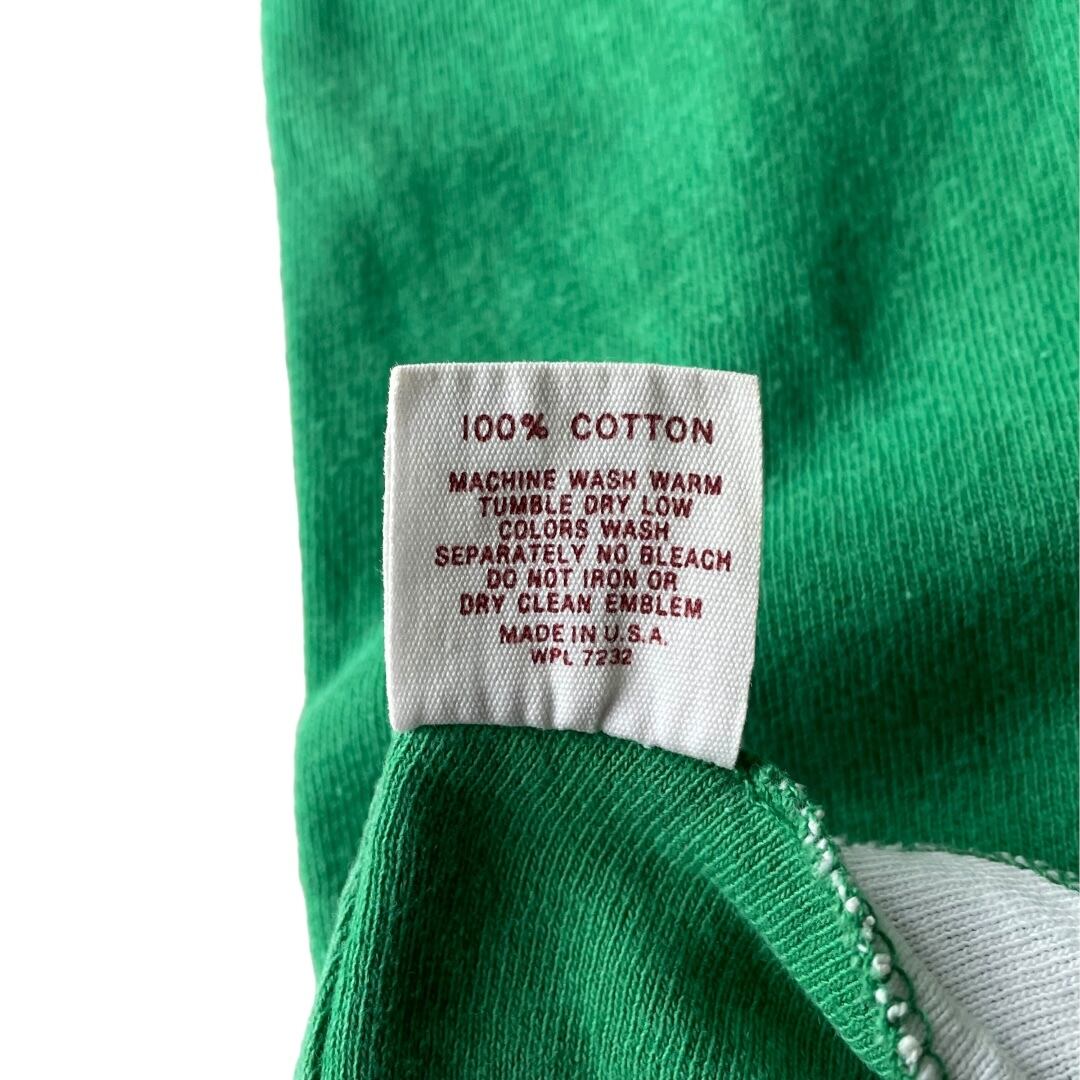 100% COTTON
MACHINE WASH WARM
TUMBLE DRY LOW
COLORS WASH
SEPARATELY NO BLEACH
DO NOT IRON OR
DRY CLEAN EMBLEM
MADE IN U.S.A.
WPL 7232